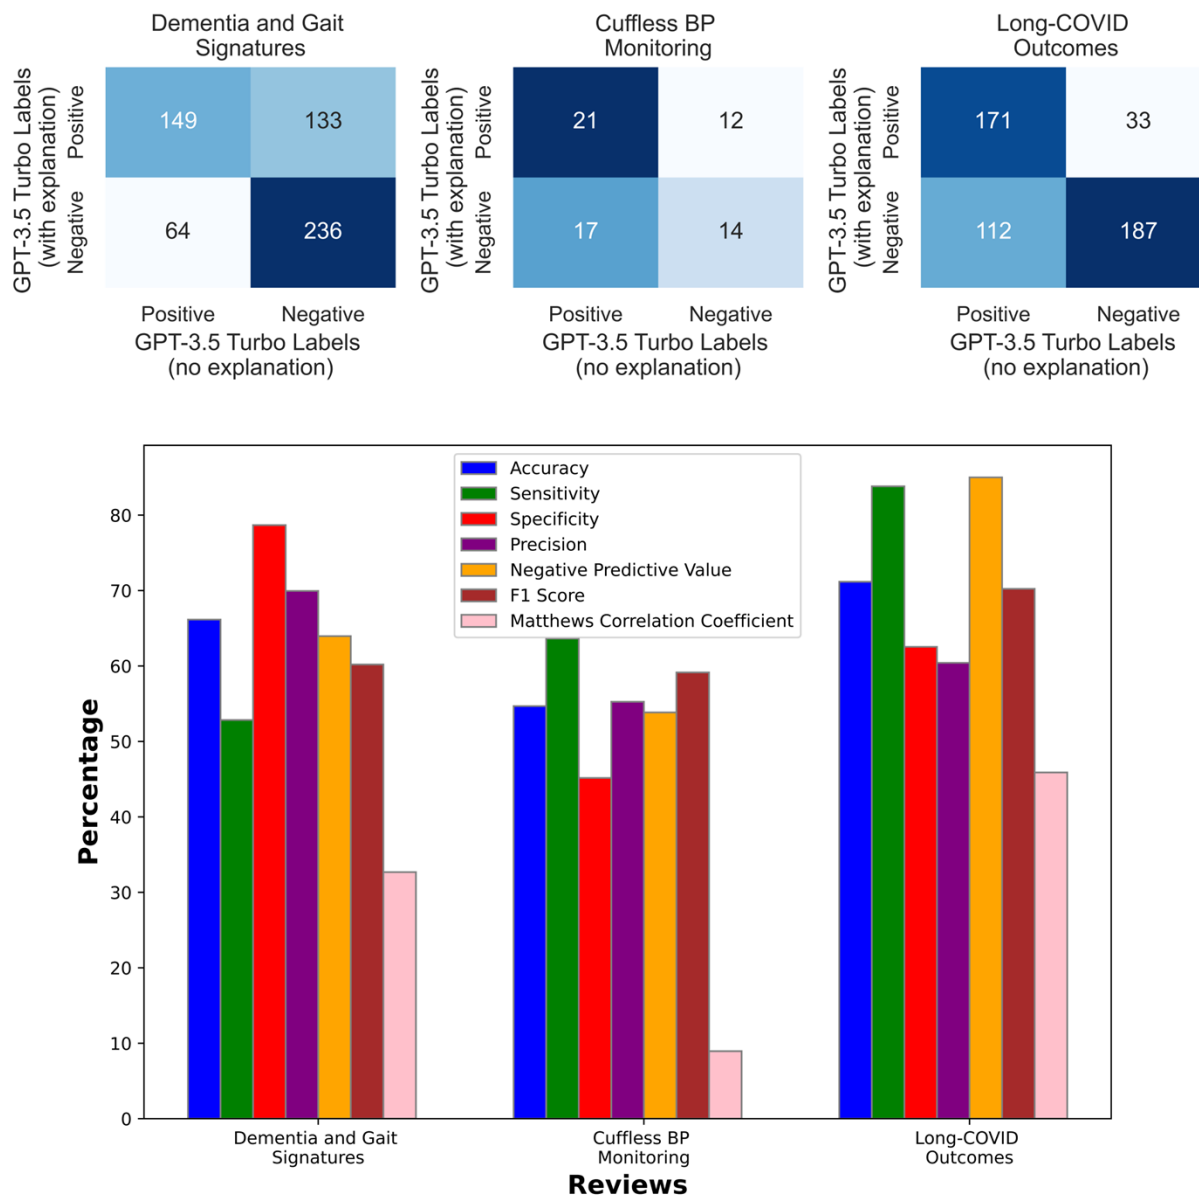 Dementia and Gait
Signatures
GPT-3.5 Turbo Labels
(with explanation)
Positive
Negative
149 133
64 236
Positive Negative
GPT-3.5 Turbo Labels
(no explanation)
Cuffless BP
Monitoring
GPT-3.5 Turbo Labels
(with explanation)
Positive
Negative
21 12
17 14
Positive Negative
GPT-3.5 Turbo Labels
(no explanation)
Long-COVID
Outcomes
GPT-3.5 Turbo Labels
(with explanation)
Positive
Negative
171 33
112 187
Positive Negative
GPT-3.5 Turbo Labels
(no explanation)
Percentage
80
70
60
50
40
30
20
10
0
Accuracy
Sensitivity
Specificity
Precision
Negative Predictive Value
F1 Score
Matthews Correlation Coefficient
Dementia and Gait
Signatures
Cuffless BP
Monitoring
Long-COVID
Outcomes
Reviews